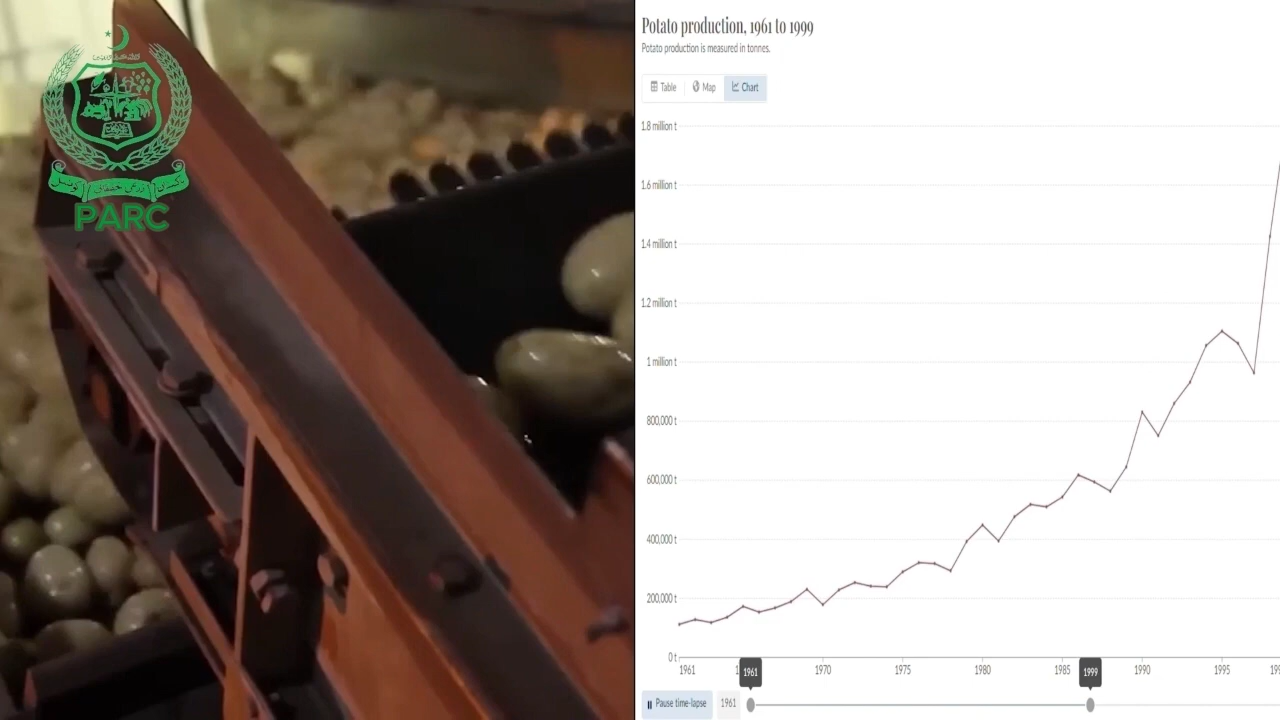 PARC
Potato production, 1961 to 1999
Potato production is measured in tonnes.
Table
Map
Chart
1.8 million t
1.6 million t
1.4 million t
1.2 million t
1 million t
800,000 t
600,000 t
400,000 t
200,000 t
0 t
1961
1970
1975
1980
1985
1990
1995
1961
1999
Pause time-lapse
1961